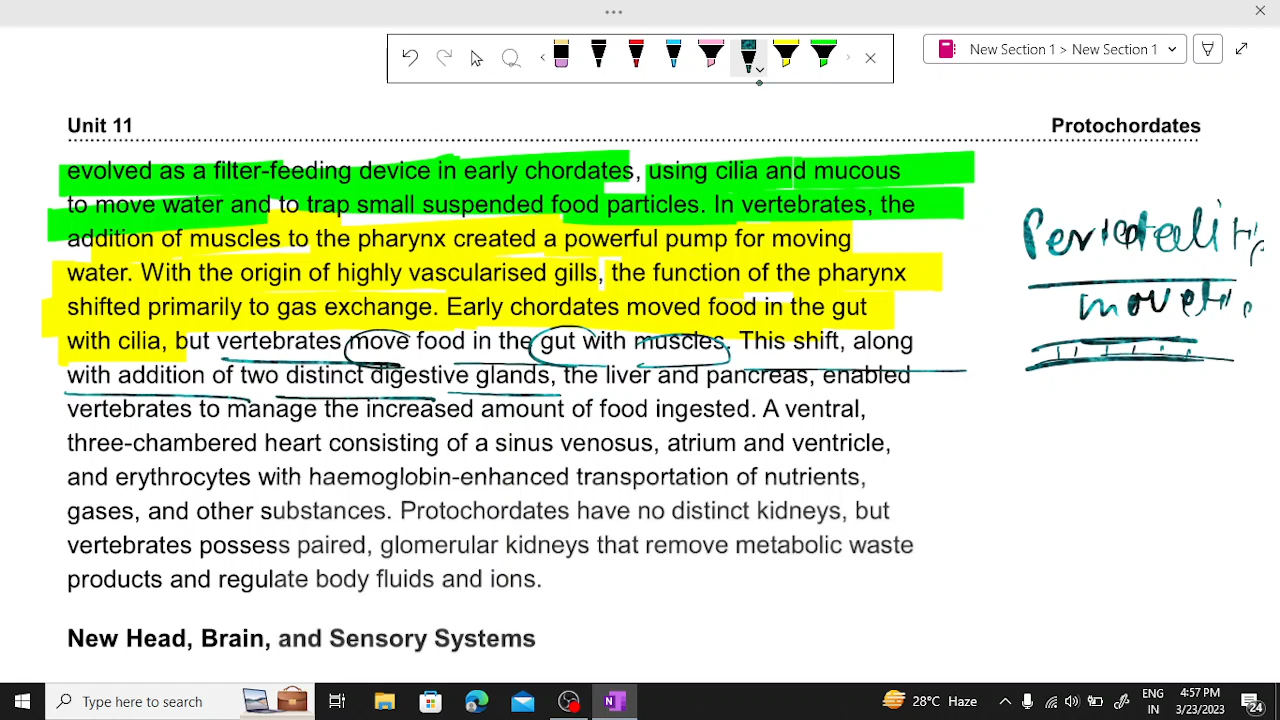 New Section 1 > New Section 1
Unit 11
Protochordates
evolved as a filter-feeding device in early chordates, using cilia and mucous
to move water and to trap small suspended food particles. In vertebrates, the
addition of muscles to the pharynx created a powerful pump for moving
water. With the origin of highly vascularised gills, the function of the pharynx
shifted primarily to gas exchange. Early chordates moved food in the gut
with cilia, but vertebrates move food in the gut with muscles. This shift, along
with addition of two distinct digestive glands, the liver and pancreas, enabled
vertebrates to manage the increased amount of food ingested. A ventral,
three-chambered heart consisting of a sinus venosus, atrium and ventricle,
and erythrocytes with haemoglobin-enhanced transportation of nutrients,
gases, and other substances. Protochordates have no distinct kidneys, but
vertebrates possess paired, glomerular kidneys that remove metabolic waste
products and regulate body fluids and ions.
New Head, Brain, and Sensory Systems
Type here to search
28°C Haze
ENG
IN
4:57 PM
3/23/2023
24